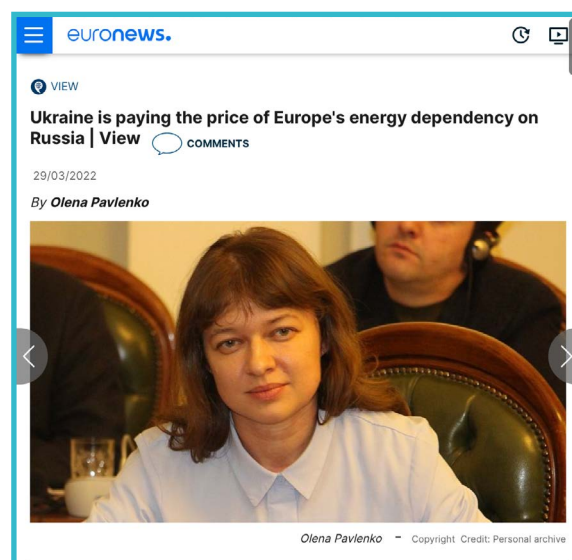 euronews.
VIEW
Ukraine is paying the price of Europe's energy dependency on
Russia | View COMMENTS
29/03/2022
By Olena Pavlenko
Olena Pavlenko – Copyright Credit: Personal archive